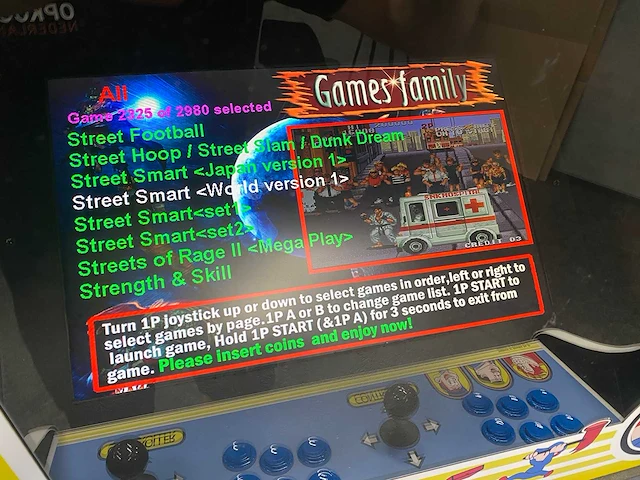 All
Game 2225 of 2980 selected
Games family
Street Football
Street Hoop / Street Slam / Dunk Dream
Street Smart <Japan version 1>
Street Smart <World version 1>
Street Smart<set1
Street Smart<set2>
Streets of Rage II <Mega Play>
Strength & Skill
SNK HOSPITAL
CREDIT 03
Turn 1P joystick up or down to select games in order,left or right to
select games by page.1P A or B to change game list. 1P START to
launch game, Hold 1P START (&1P A) for 3 seconds to exit from
game. Please insert coins and enjoy now!